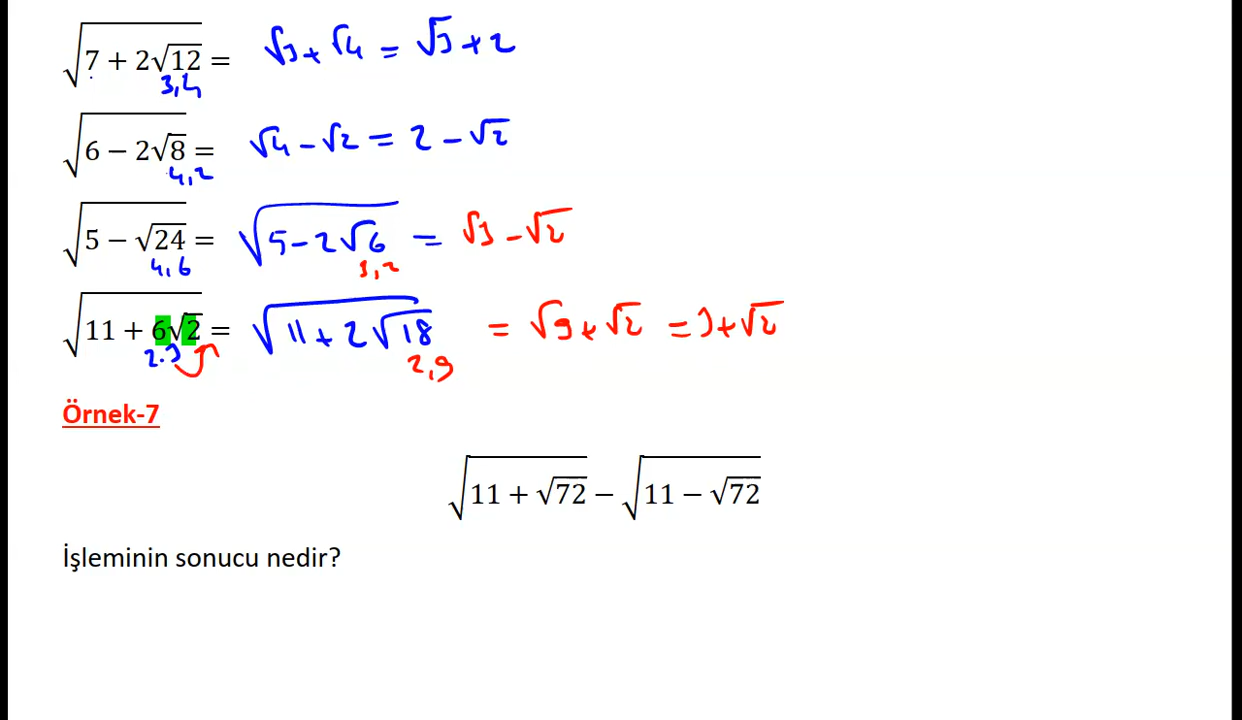 √(7 + 2√12) = √3 + √4 = √3 + 2
3,4
√(6 − 2√8) = √4 − √2 = 2 − √2
4,2
√(5 − √24) = √(5 − 2√6) = √3 − √2
4,6 3,2
√(11 + 6√2) = √(11 + 2√18) = √9 + √2 = 3 + √2
2.3 2,9
Örnek-7
√(11 + √72) − √(11 − √72)
İşleminin sonucu nedir?